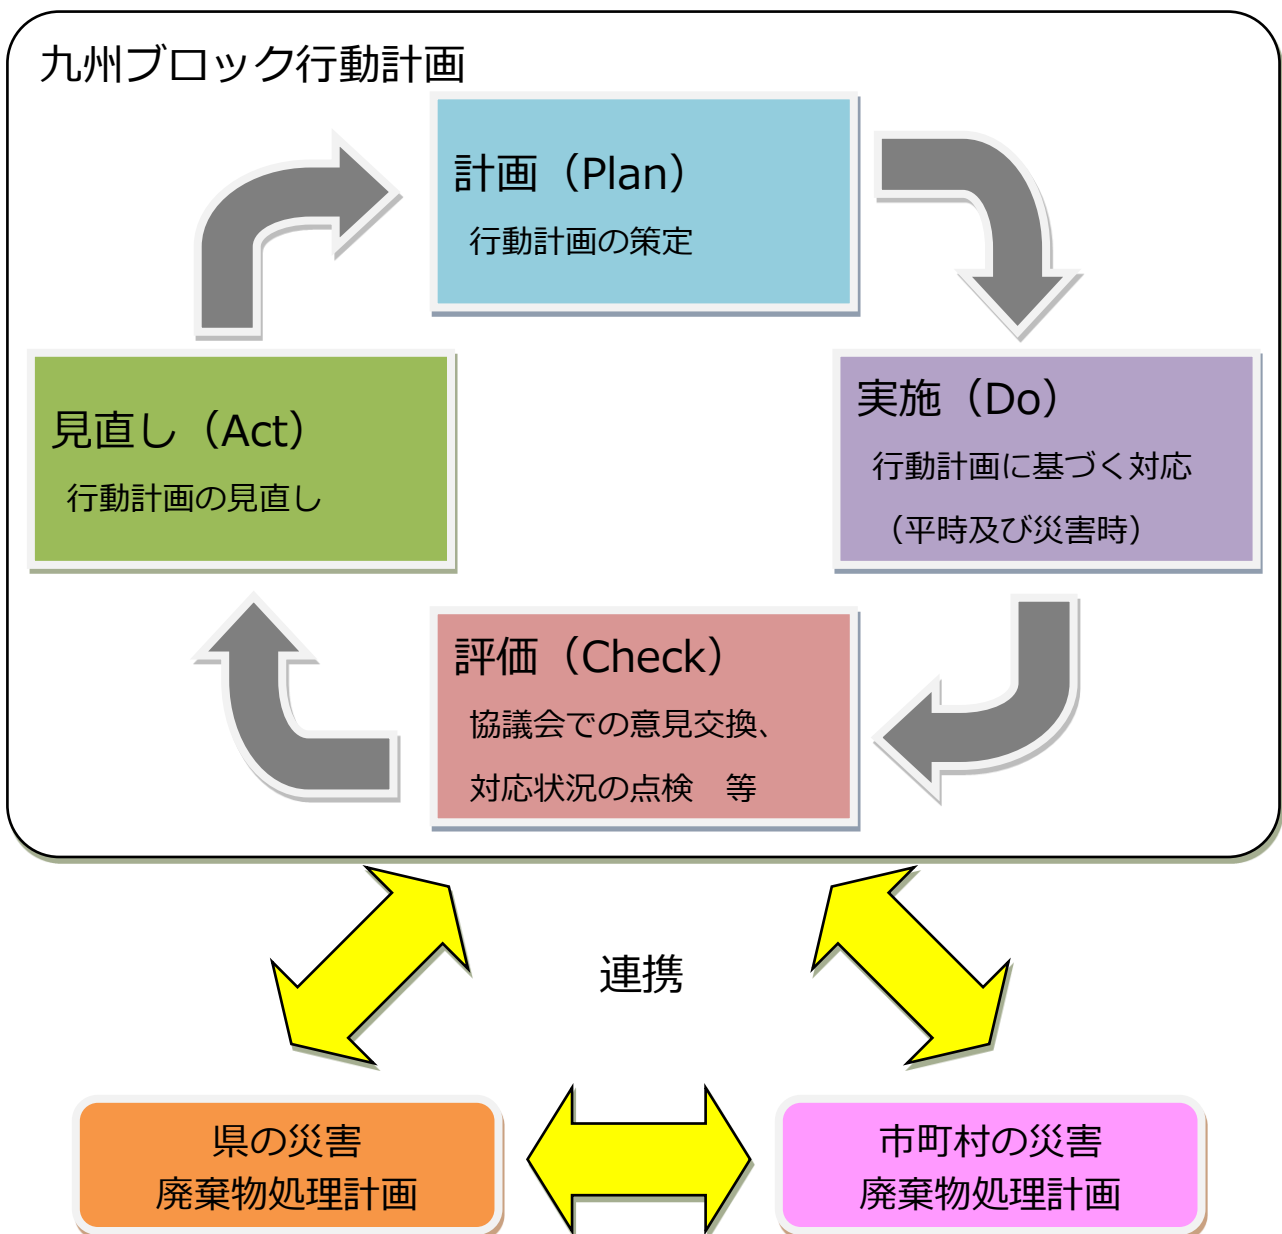 九州ブロック行動計画
計画（Plan）
行動計画の策定
実施（Do）
行動計画に基づく対応
（平時及び災害時）
評価（Check）
協議会での意見交換、
対応状況の点検　等
見直し（Act）
行動計画の見直し
連携
県の災害
廃棄物処理計画
市町村の災害
廃棄物処理計画